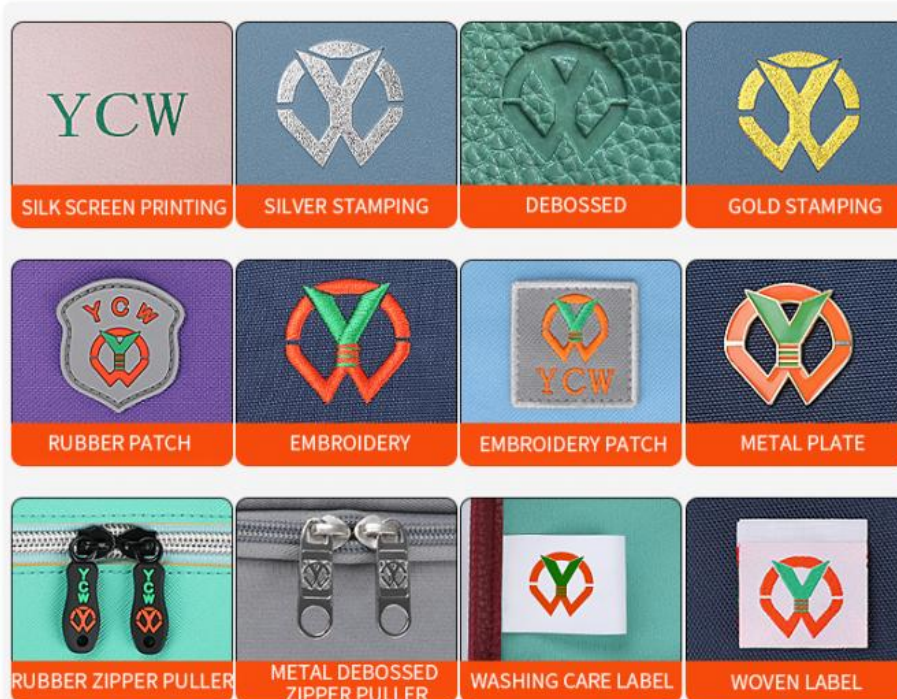 YCW
SILK SCREEN PRINTING
SILVER STAMPING
DEBOSSED
GOLD STAMPING
YCW
RUBBER PATCH
EMBROIDERY
YCW
EMBROIDERY PATCH
METAL PLATE
YCW
YCW
RUBBER ZIPPER PULLER
METAL DEBOSSED
ZIPPER PULLER
WASHING CARE LABEL
WOVEN LABEL